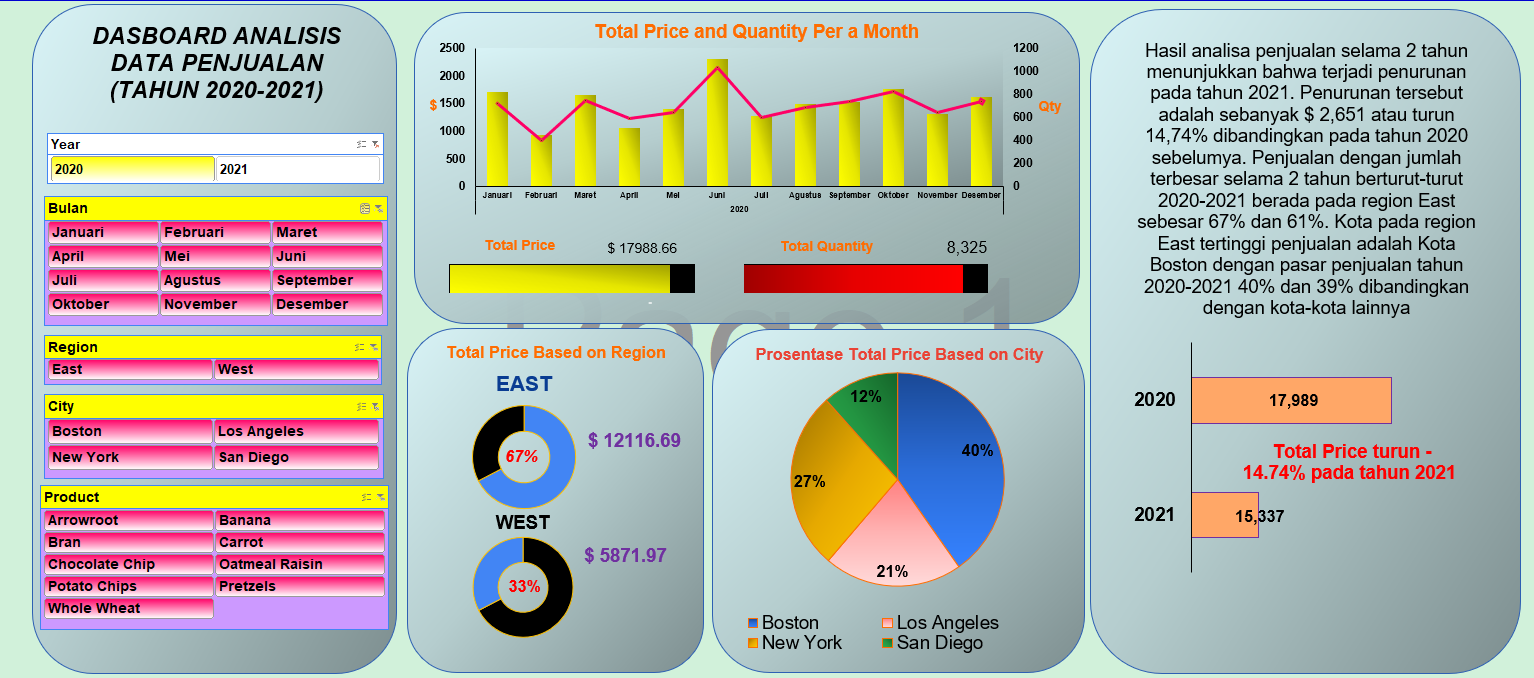 DASBOARD ANALISIS
DATA PENJUALAN
(TAHUN 2020-2021)
Year
2020 2021
Bulan
Januari Februari Maret
April Mei Juni
Juli Agustus September
Oktober November Desember
Region
East West
City
Boston Los Angeles
New York San Diego
Product
Arrowroot Banana
Bran Carrot
Chocolate Chip Oatmeal Raisin
Potato Chips Pretzels
Whole Wheat
Total Price and Quantity Per a Month
2500 1200
2000 1000
1500 800
1000 600
500 400
0 200
0
$ Qty
Januari Februari Maret April Mei Juni Juli Agustus September Oktober November Desember
2020
Total Price $ 17988.66 Total Quantity 8,325
-
Page 1
Total Price Based on Region
EAST
67% $ 12116.69
WEST
33% $ 5871.97
Prosentase Total Price Based on City
12%
40%
27%
21%
Boston Los Angeles
New York San Diego
Hasil analisa penjualan selama 2 tahun
menunjukkan bahwa terjadi penurunan
pada tahun 2021. Penurunan tersebut
adalah sebanyak $ 2,651 atau turun
14,74% dibandingkan pada tahun 2020
sebelumya. Penjualan dengan jumlah
terbesar selama 2 tahun berturut-turut
2020-2021 berada pada region East
sebesar 67% dan 61%. Kota pada region
East tertinggi penjualan adalah Kota
Boston dengan pasar penjualan tahun
2020-2021 40% dan 39% dibandingkan
dengan kota-kota lainnya
2020 17,989
Total Price turun -
14.74% pada tahun 2021
2021 15,337